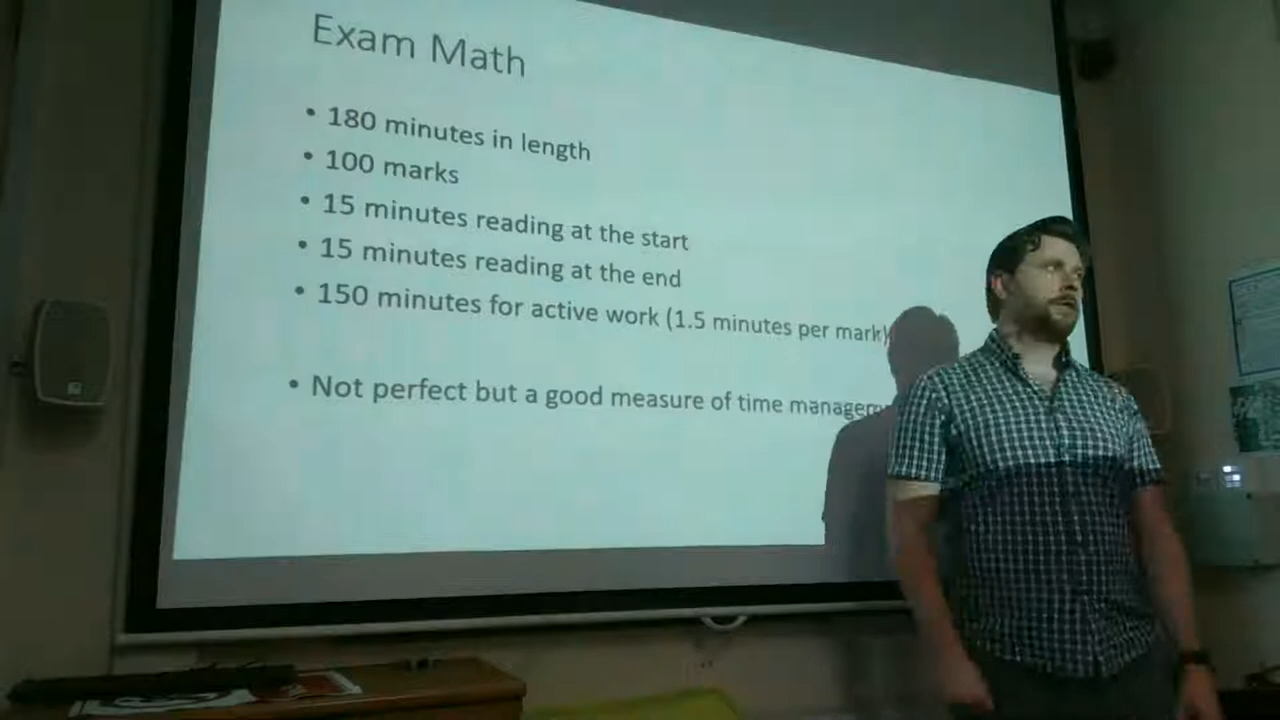 Exam Math
• 180 minutes in length
• 100 marks
• 15 minutes reading at the start
• 15 minutes reading at the end
• 150 minutes for active work (1.5 minutes per mark)
• Not perfect but a good measure of time